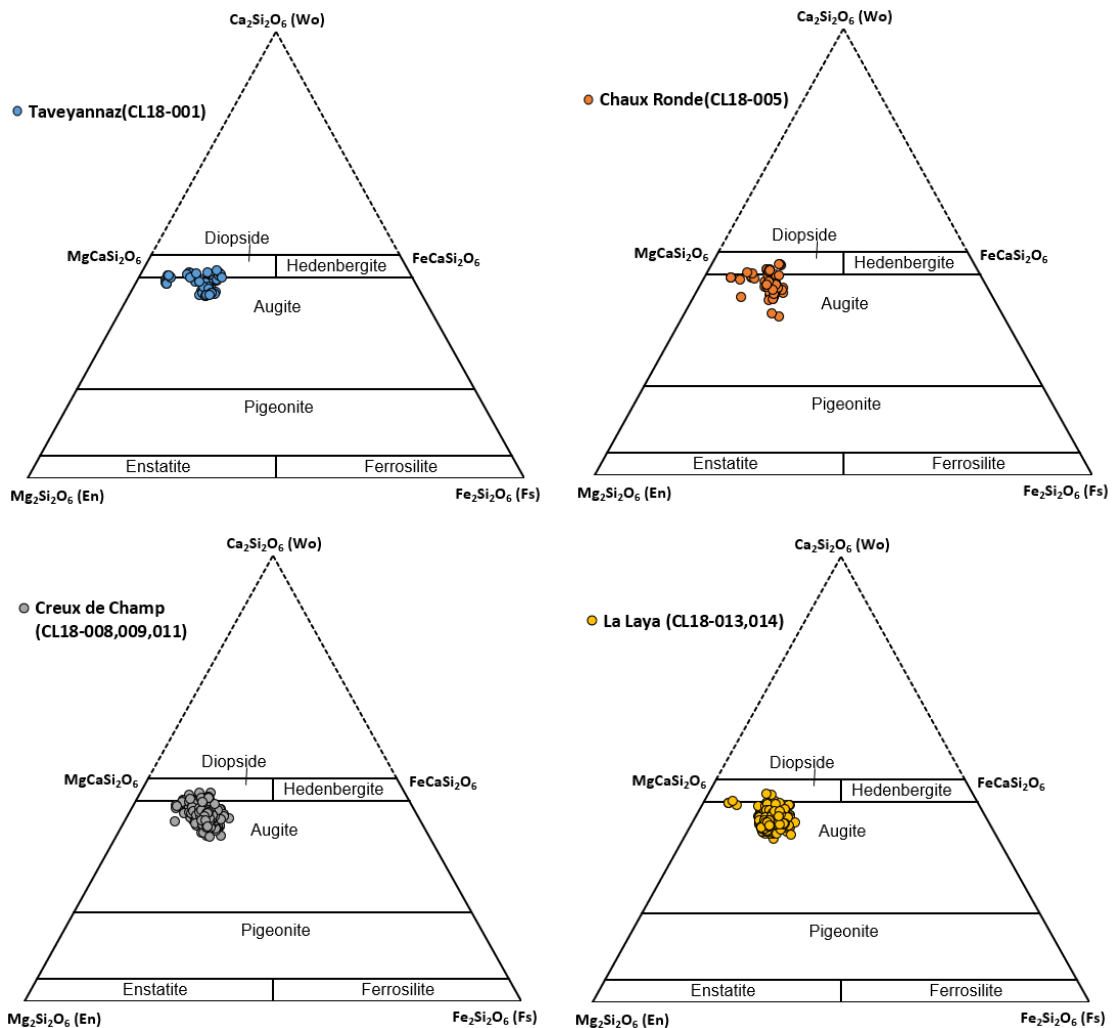 Ca₂Si₂O₆ (Wo)
Taveyannaz(CL18-001)
Diopside
MgCaSi₂O₆
Hedenbergite
FeCaSi₂O₆
Augite
Pigeonite
Enstatite
Ferrosilite
Mg₂Si₂O₆ (En)
Fe₂Si₂O₆ (Fs)
Ca₂Si₂O₆ (Wo)
Chaux Ronde(CL18-005)
Diopside
MgCaSi₂O₆
Hedenbergite
FeCaSi₂O₆
Augite
Pigeonite
Enstatite
Ferrosilite
Mg₂Si₂O₆ (En)
Fe₂Si₂O₆ (Fs)
Ca₂Si₂O₆ (Wo)
Creux de Champ
(CL18-008,009,011)
Diopside
MgCaSi₂O₆
Hedenbergite
FeCaSi₂O₆
Augite
Pigeonite
Enstatite
Ferrosilite
Mg₂Si₂O₆ (En)
Fe₂Si₂O₆ (Fs)
Ca₂Si₂O₆ (Wo)
La Laya (CL18-013,014)
Diopside
MgCaSi₂O₆
Hedenbergite
FeCaSi₂O₆
Augite
Pigeonite
Enstatite
Ferrosilite
Mg₂Si₂O₆ (En)
Fe₂Si₂O₆ (Fs)